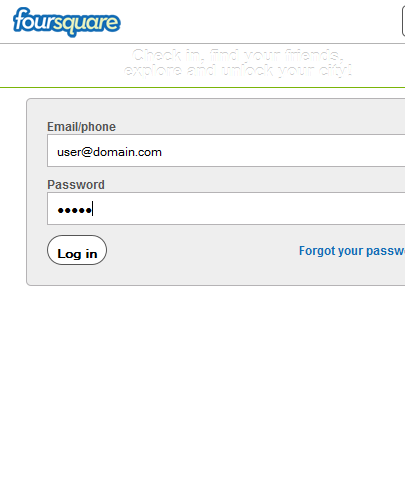 foursquare
Check in, find your friends,
explore and unlock your city!
Email/phone
user@domain.com
Password
•••••
Log in
Forgot your passw